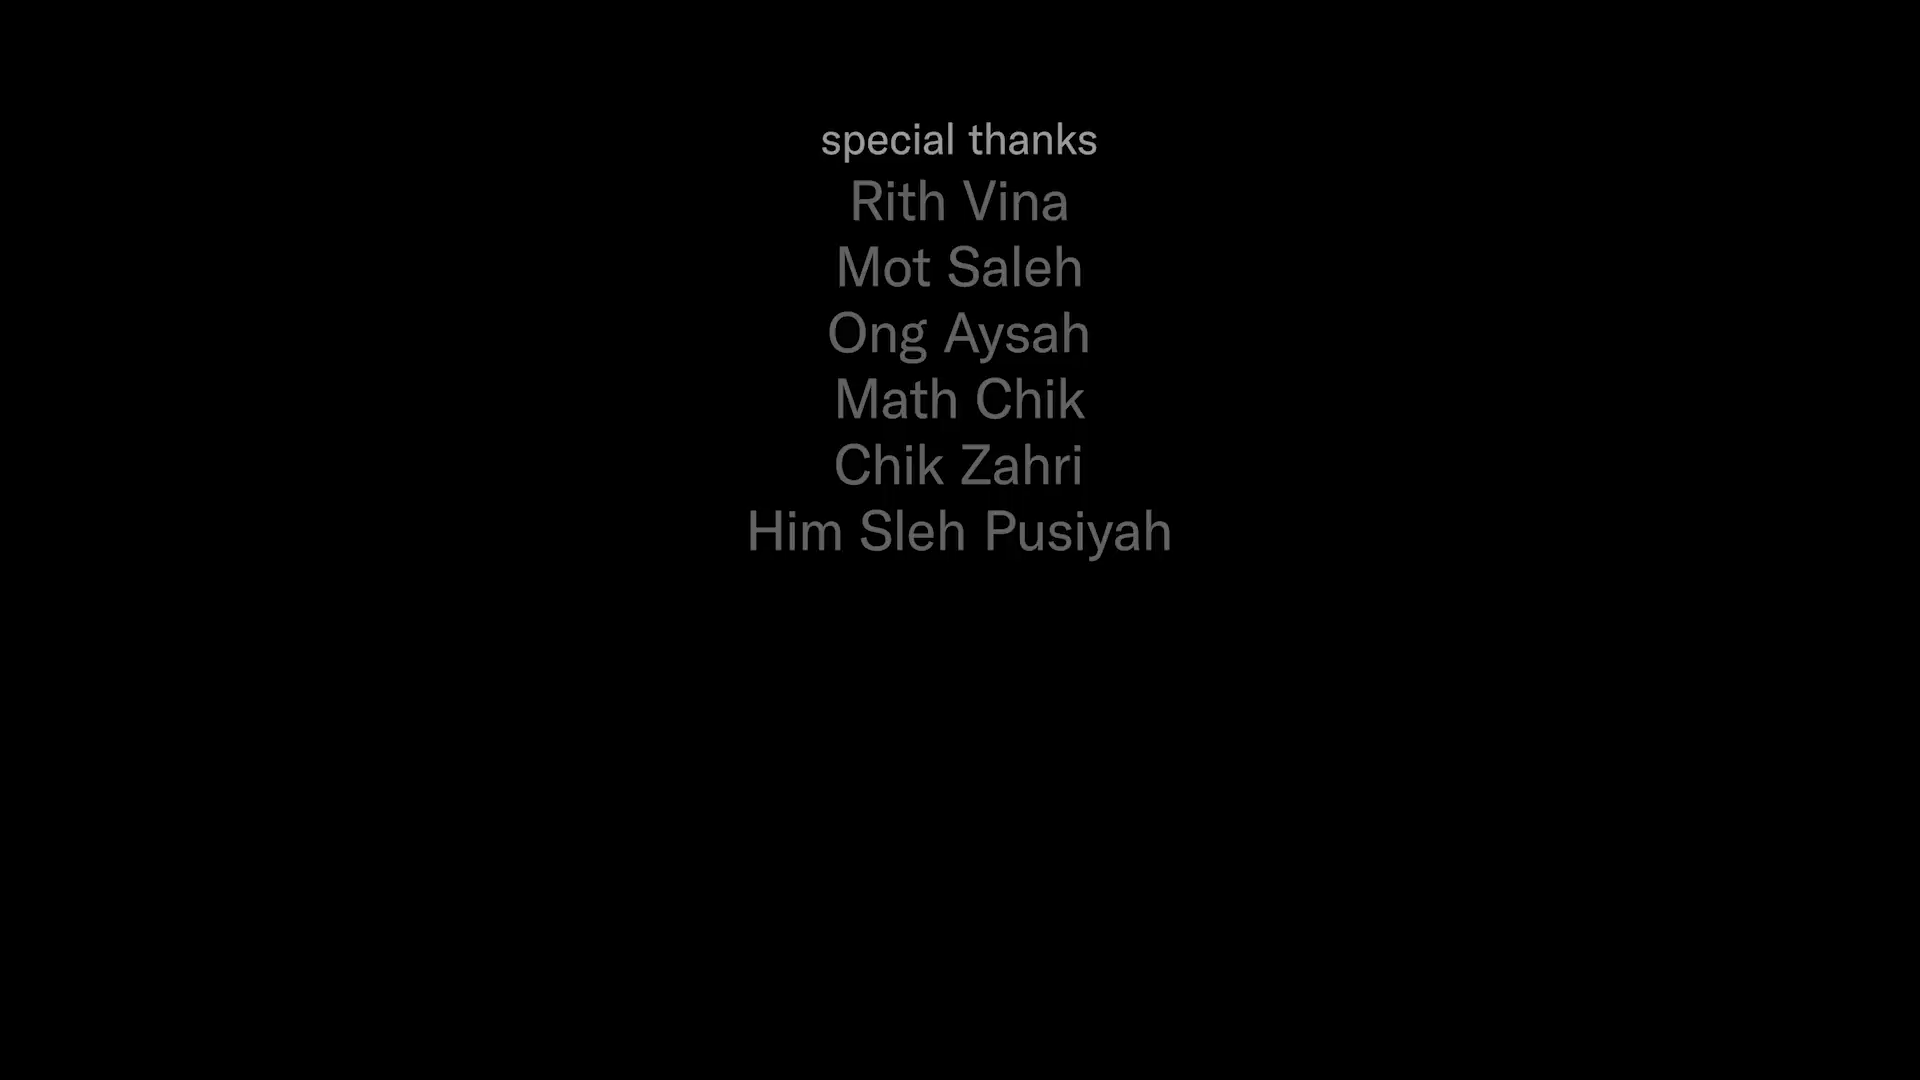 special thanks
Rith Vina
Mot Saleh
Ong Aysah
Math Chik
Chik Zahri
Him Sleh Pusiyah